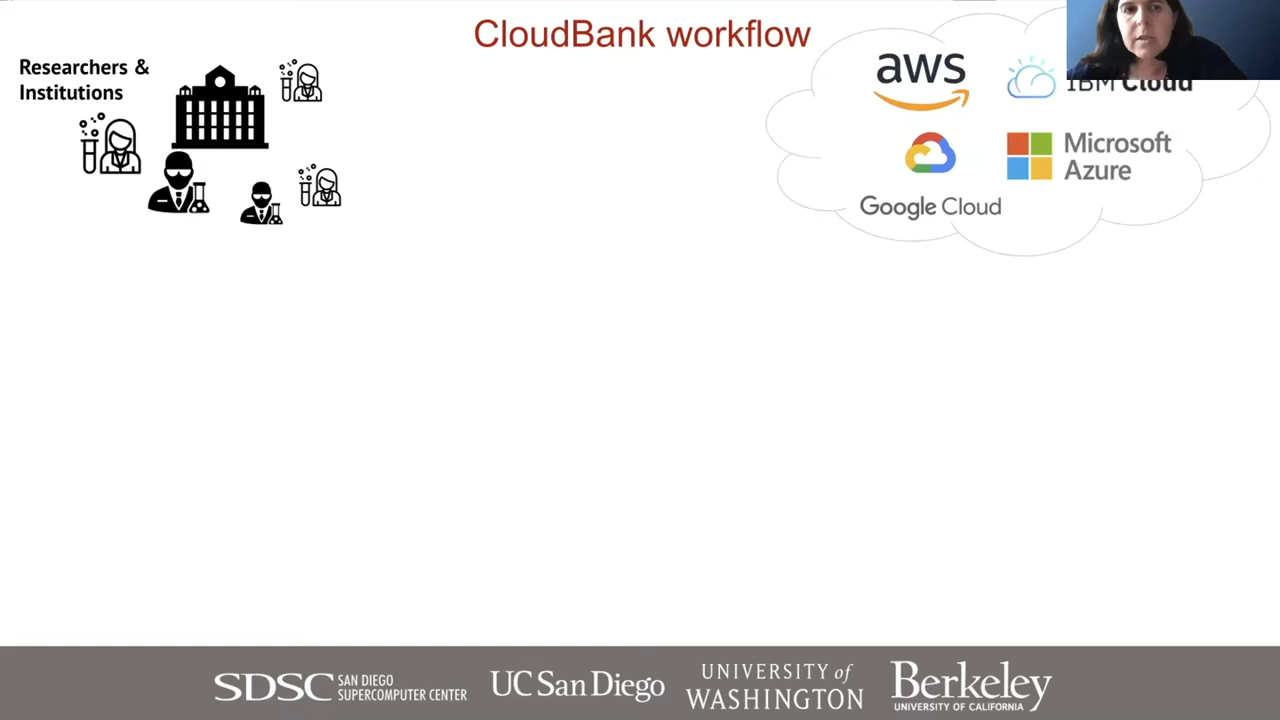 CloudBank workflow
Researchers &
Institutions
aws
IBM Cloud
Microsoft
Azure
Google Cloud
SDSC
SAN DIEGO
SUPERCOMPUTER CENTER
UC San Diego
UNIVERSITY of
WASHINGTON
Berkeley
UNIVERSITY OF CALIFORNIA